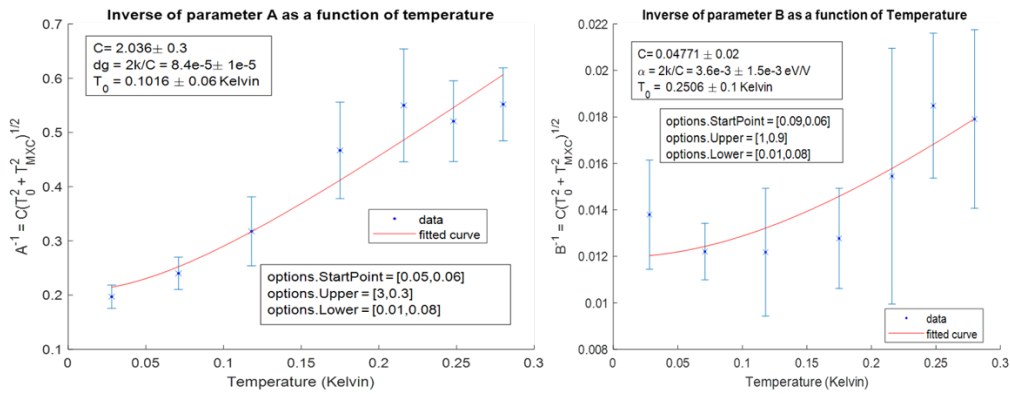 Inverse of parameter A as a function of temperature
0.7
0.6
0.5
0.4
0.3
0.2
0.1
A⁻¹ = C(T₀² + T²_MXC)^1/2
C= 2.036± 0.3
dg = 2k/C = 8.4e-5± 1e-5
T₀ = 0.1016 ± 0.06 Kelvin
data
fitted curve
options.StartPoint = [0.05,0.06]
options.Upper = [3,0.3]
options.Lower = [0.01,0.08]
0 0.05 0.1 0.15 0.2 0.25 0.3
Temperature (Kelvin)
Inverse of parameter B as a function of Temperature
0.022
0.02
0.018
0.016
0.014
0.012
0.01
0.008
B⁻¹ = C(T₀² + T²_MXC)^1/2
C = 0.04771 ± 0.02
α = 2k/C = 3.6e-3 ± 1.5e-3 eV/V
T₀ = 0.2506 ± 0.1 Kelvin
options.StartPoint = [0.09,0.06]
options.Upper = [1,0.9]
options.Lower = [0.01,0.08]
data
fitted curve
0 0.05 0.1 0.15 0.2 0.25 0.3
Temperature (Kelvin)